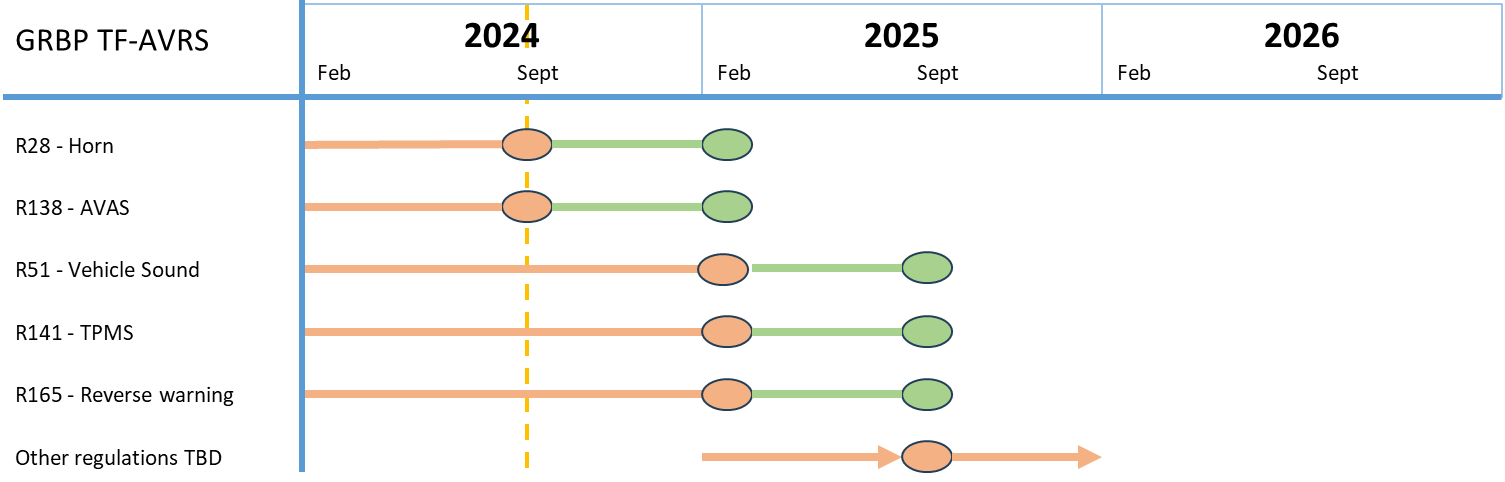 GRBP TF-AVRS
2024 2025 2026
Feb Sept Feb Sept Feb Sept
R28 - Horn
R138 - AVAS
R51 - Vehicle Sound
R141 - TPMS
R165 - Reverse warning
Other regulations TBD